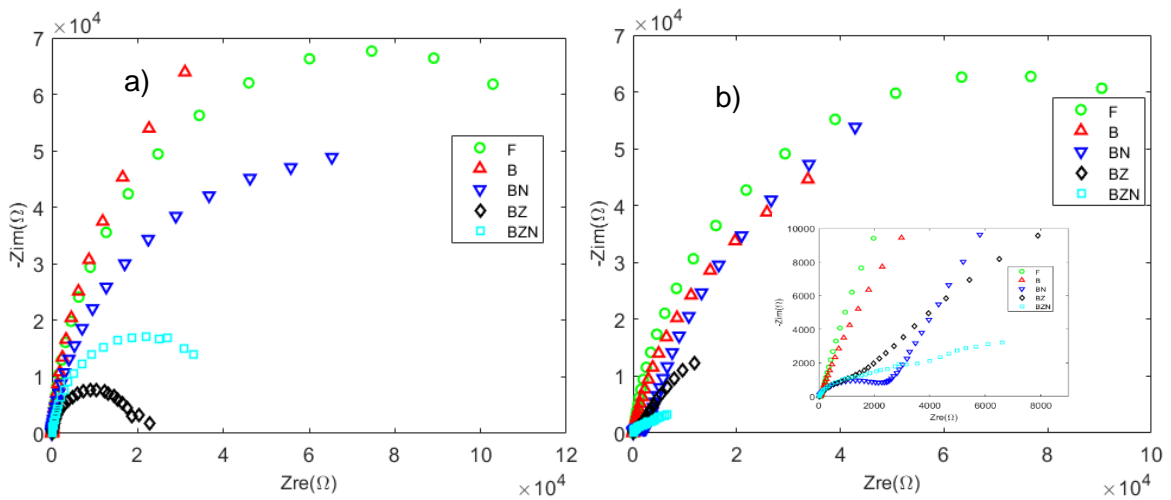 ×10^4
7
6
5
4
3
2
1
0
-Zim(Ω)
a)
F
B
BN
BZ
BZN
0 2 4 6 8 10 12
Zre(Ω)
×10^4
×10^4
7
6
5
4
3
2
1
0
-Zim(Ω)
b)
F
B
BN
BZ
BZN
10000
8000
6000
4000
2000
0
-Zim(Ω)
F
B
BN
BZ
BZN
0 2000 4000 6000 8000
Zre(Ω)
0 2 4 6 8 10
Zre(Ω)
×10^4